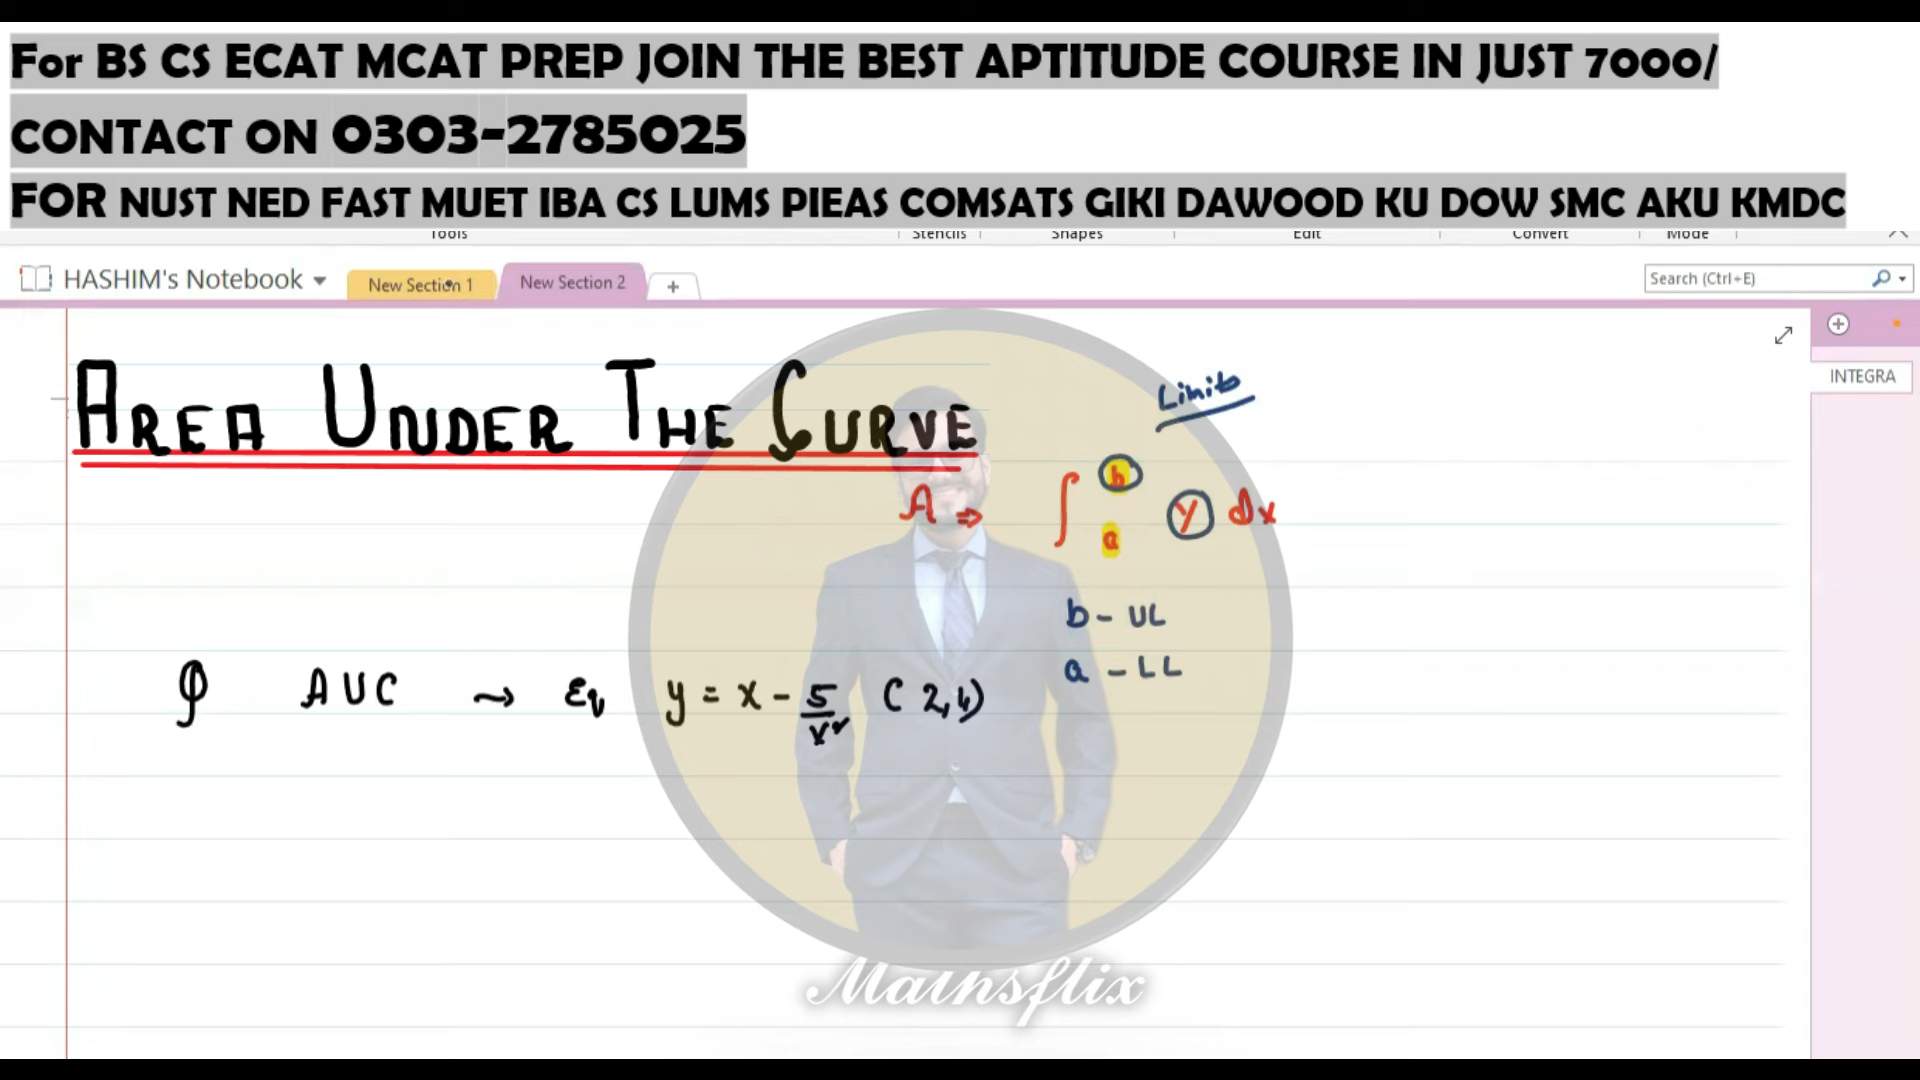 For BS CS ECAT MCAT PREP JOIN THE BEST APTITUDE COURSE IN JUST 7000/
CONTACT ON 0303-2785025
FOR NUST NED FAST MUET IBA CS LUMS PIEAS COMSATS GIKI DAWOOD KU DOW SMC AKU KMDC
Tools Stencils Shapes Edit Convert Mode
HASHIM's Notebook New Section 1 New Section 2 Search (Ctrl+E)
INTEGRA
AREA UNDER THE CURVE
Limits
A ⇒ ∫ b a y dx
b - UL
a - LL
AUC → Eq y = x - 5/x² (2,4)
Mainsflix